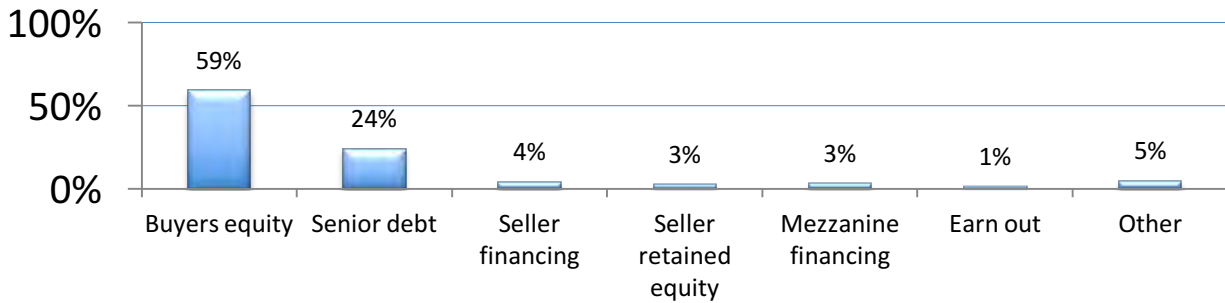 100%
50%
0%
59%
24%
4%
3%
3%
1%
5%
Buyers equity
Senior debt
Seller
financing
Seller
retained
equity
Mezzanine
financing
Earn out
Other